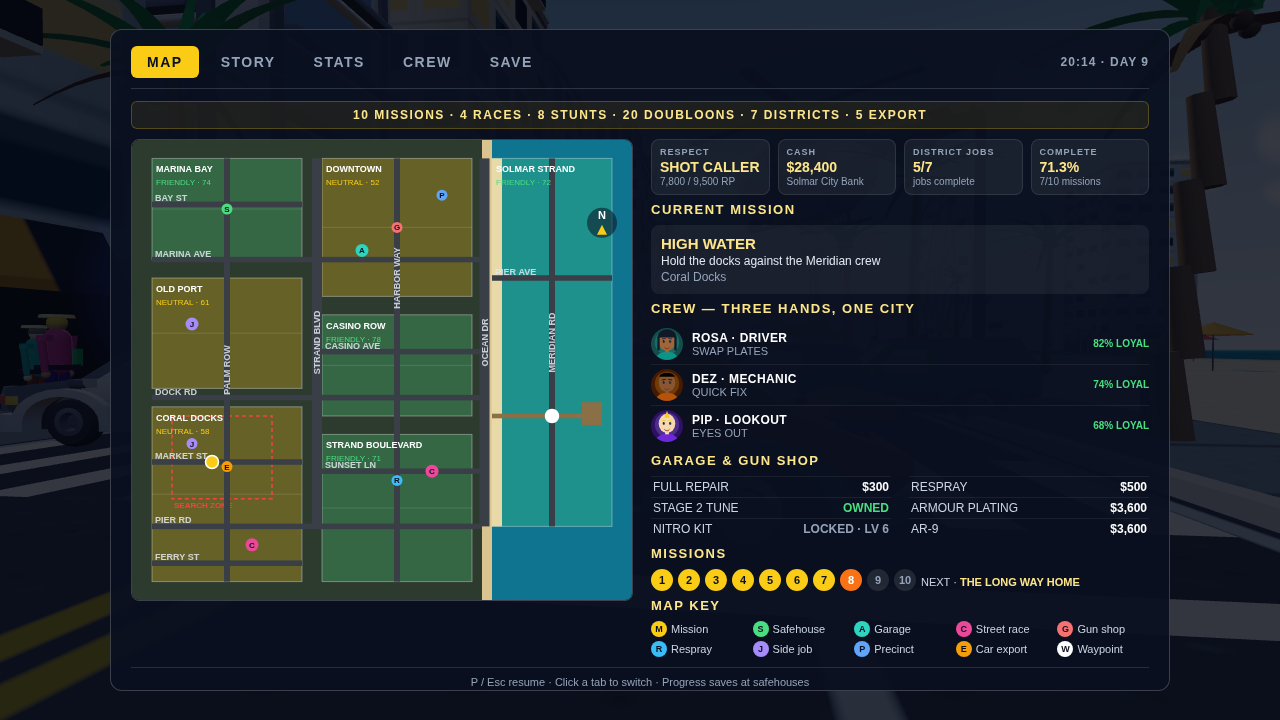 MAP STORY STATS CREW SAVE 20:14 · DAY 9
10 MISSIONS · 4 RACES · 8 STUNTS · 20 DOUBLOONS · 7 DISTRICTS · 5 EXPORT
MARINA BAY
FRIENDLY · 74
BAY ST
S
MARINA AVE
DOWNTOWN
NEUTRAL · 52
P
G
A
HARBOR WAY
SOLMAR STRAND
FRIENDLY · 72
N
PIER AVE
OLD PORT
NEUTRAL · 61
J
PALM ROW
DOCK RD
STRAND BLVD
CASINO ROW
FRIENDLY · 78
CASINO AVE
OCEAN DR
MERIDIAN RD
CORAL DOCKS
NEUTRAL · 58
J
MARKET ST
E
SEARCH ZONE
PIER RD
C
FERRY ST
STRAND BOULEVARD
FRIENDLY · 71
SUNSET LN
C
R
RESPECT
SHOT CALLER
7,800 / 9,500 RP
CASH
$28,400
Solmar City Bank
DISTRICT JOBS
5/7
jobs complete
COMPLETE
71.3%
7/10 missions
CURRENT MISSION
HIGH WATER
Hold the docks against the Meridian crew
Coral Docks
CREW — THREE HANDS, ONE CITY
ROSA · DRIVER
SWAP PLATES
82% LOYAL
DEZ · MECHANIC
QUICK FIX
74% LOYAL
PIP · LOOKOUT
EYES OUT
68% LOYAL
GARAGE & GUN SHOP
FULL REPAIR $300 RESPRAY $500
STAGE 2 TUNE OWNED ARMOUR PLATING $3,600
NITRO KIT LOCKED · LV 6 AR-9 $3,600
MISSIONS
1 2 3 4 5 6 7 8 9 10 NEXT · THE LONG WAY HOME
MAP KEY
M Mission S Safehouse A Garage C Street race G Gun shop
R Respray J Side job P Precinct E Car export W Waypoint
P / Esc resume · Click a tab to switch · Progress saves at safehouses